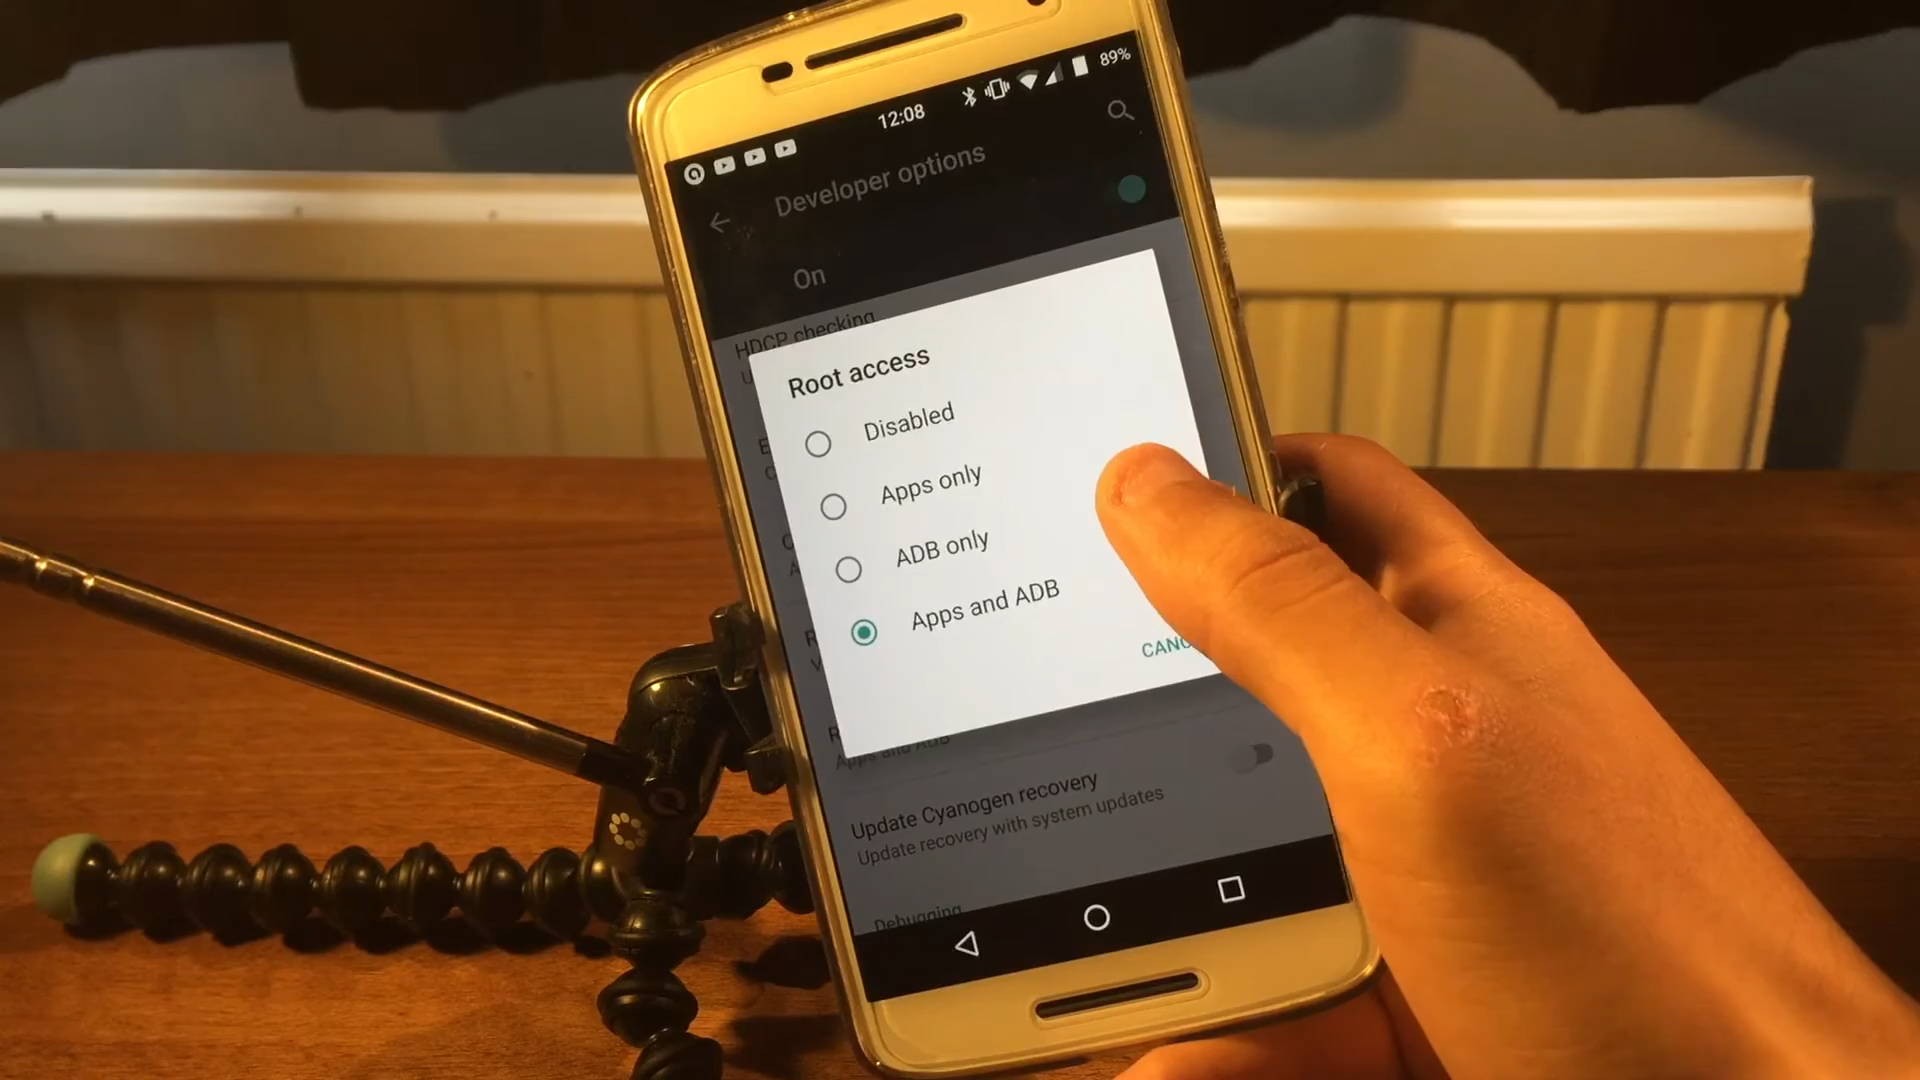 12:08
89%
Developer options
On
HDCP checking
Root access
Disabled
Apps only
ADB only
Apps and ADB
CANC
Apps and ADB
Update Cyanogen recovery
Update recovery with system updates
Debugging